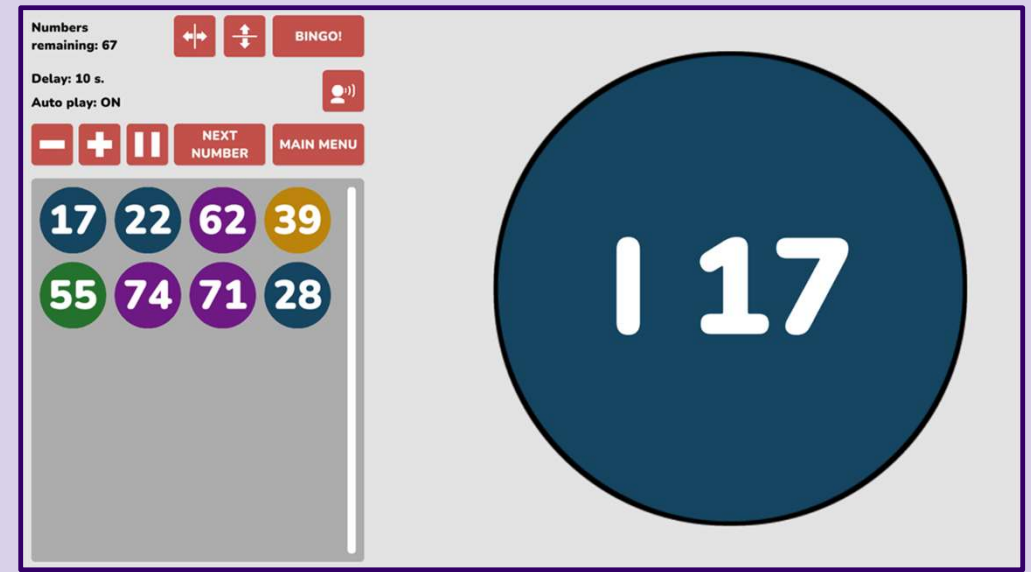 Numbers
remaining: 67
BINGO!
Delay: 10 s.
Auto play: ON
NEXT
NUMBER
MAIN MENU
17 22 62 39
55 74 71 28
I 17